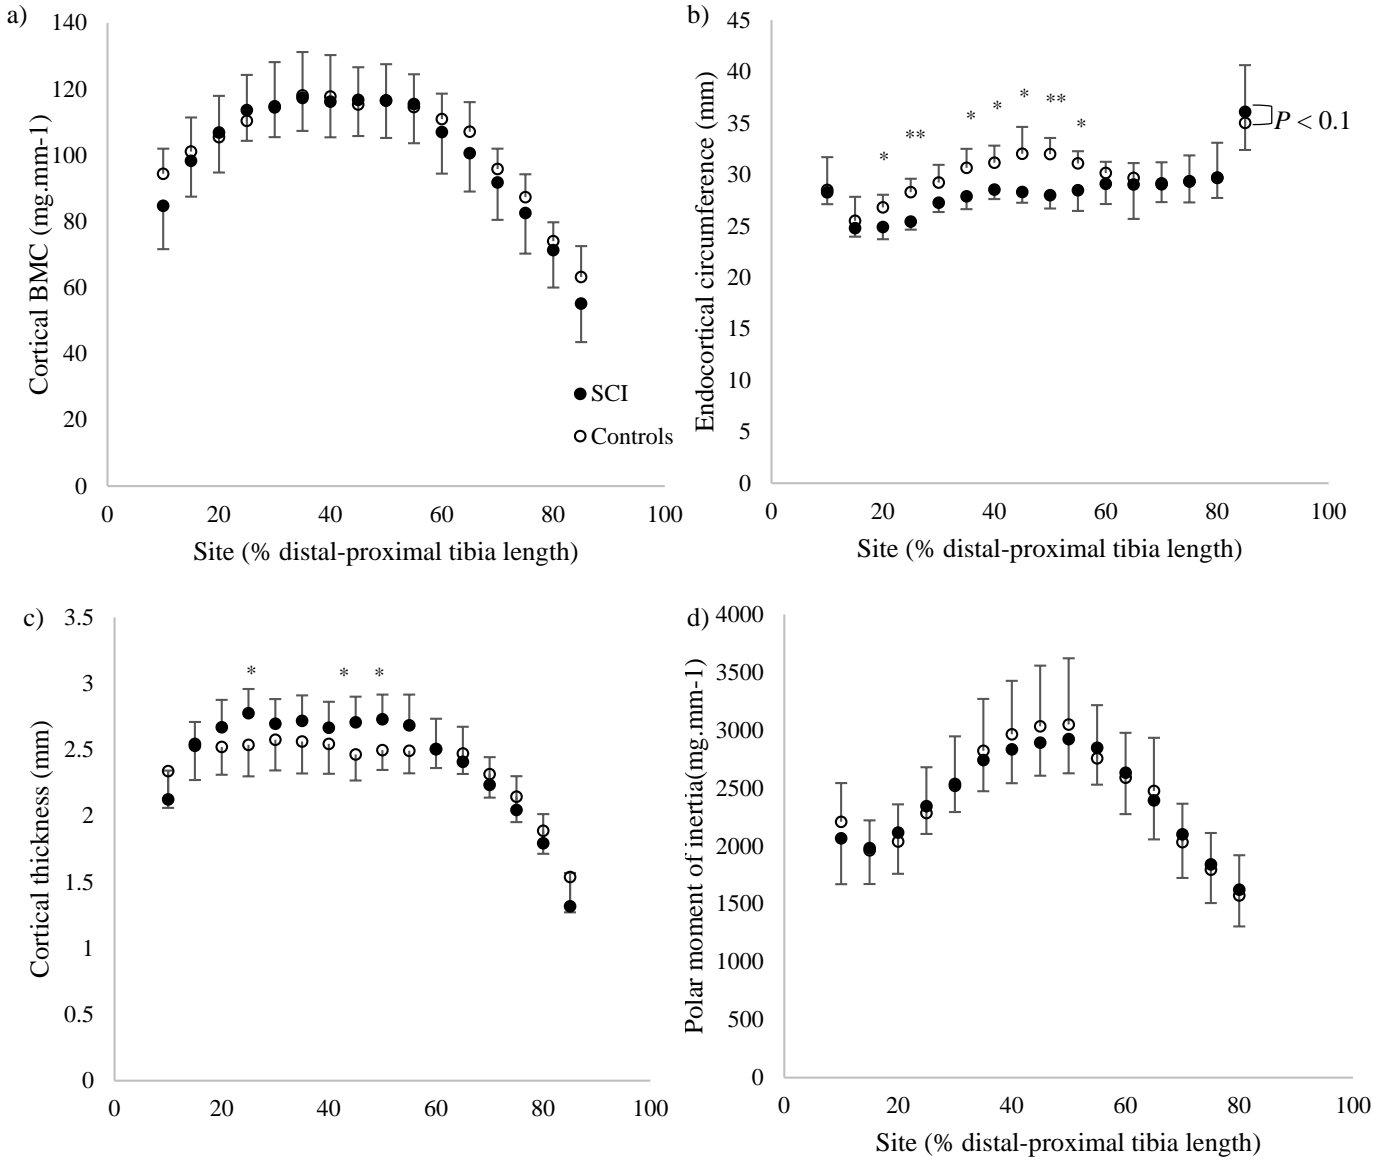 a)
140
120
100
80
60
40
20
0
Cortical BMC (mg.mm-1)
SCI
Controls
0 20 40 60 80 100
Site (% distal-proximal tibia length)
b)
45
40
35
30
25
20
15
10
5
0
Endocortical circumference (mm)
* ** * * * ** *
P < 0.1
0 20 40 60 80 100
Site (% distal-proximal tibia length)
c)
3.5
3
2.5
2
1.5
1
0.5
0
Cortical thickness (mm)
* * *
0 20 40 60 80 100
d)
4000
3500
3000
2500
2000
1500
1000
500
0
Polar moment of inertia(mg.mm-1)
0 20 40 60 80 100
Site (% distal-proximal tibia length)